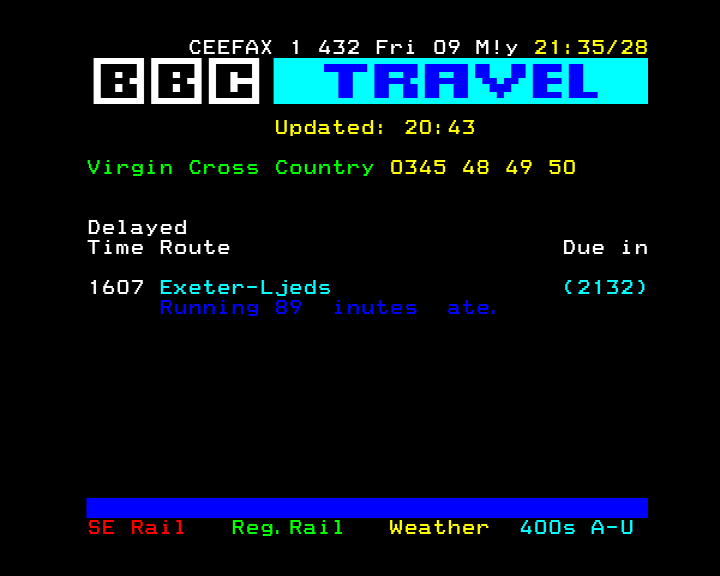 CEEFAX 1 432 Fri 09 M!y 21:35/28
BBC TRAVEL
Updated: 20:43
Virgin Cross Country 0345 48 49 50
Delayed
Time Route Due in
1607 Exeter-Ljeds (2132)
Running 89 inutes ate.
SE Rail Reg.Rail Weather 400s A-U